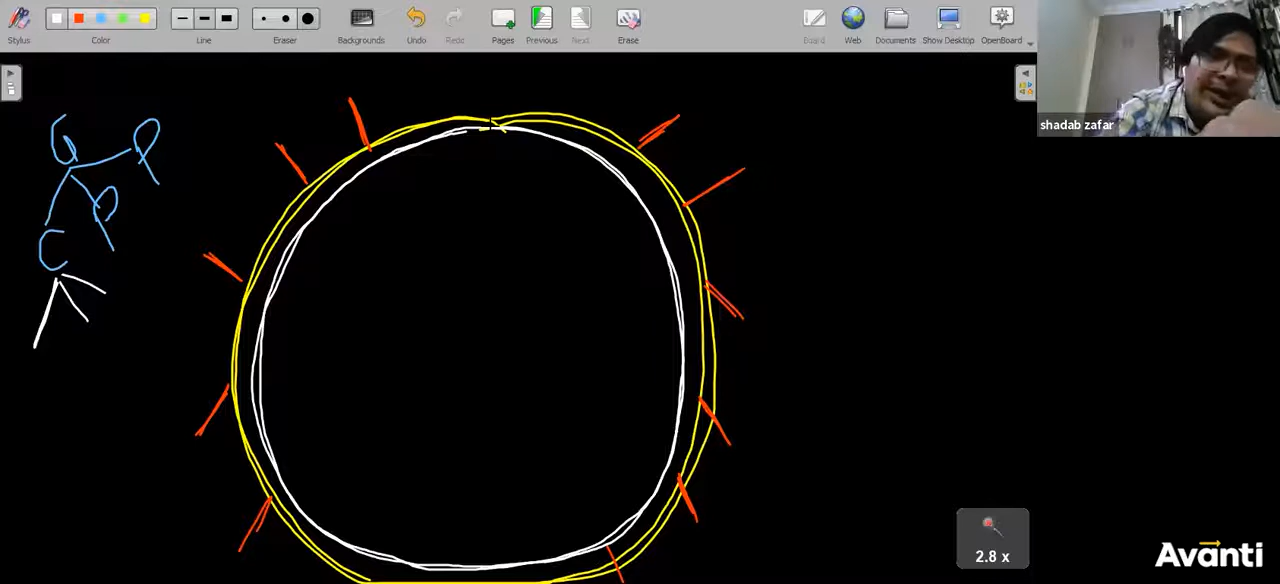 Stylus Color Line Eraser Backgrounds Undo Redo Pages Previous Next Erase Board Web Documents Show Desktop OpenBoard
shadab zafar
G P
P
C
2.8 x
Avanti